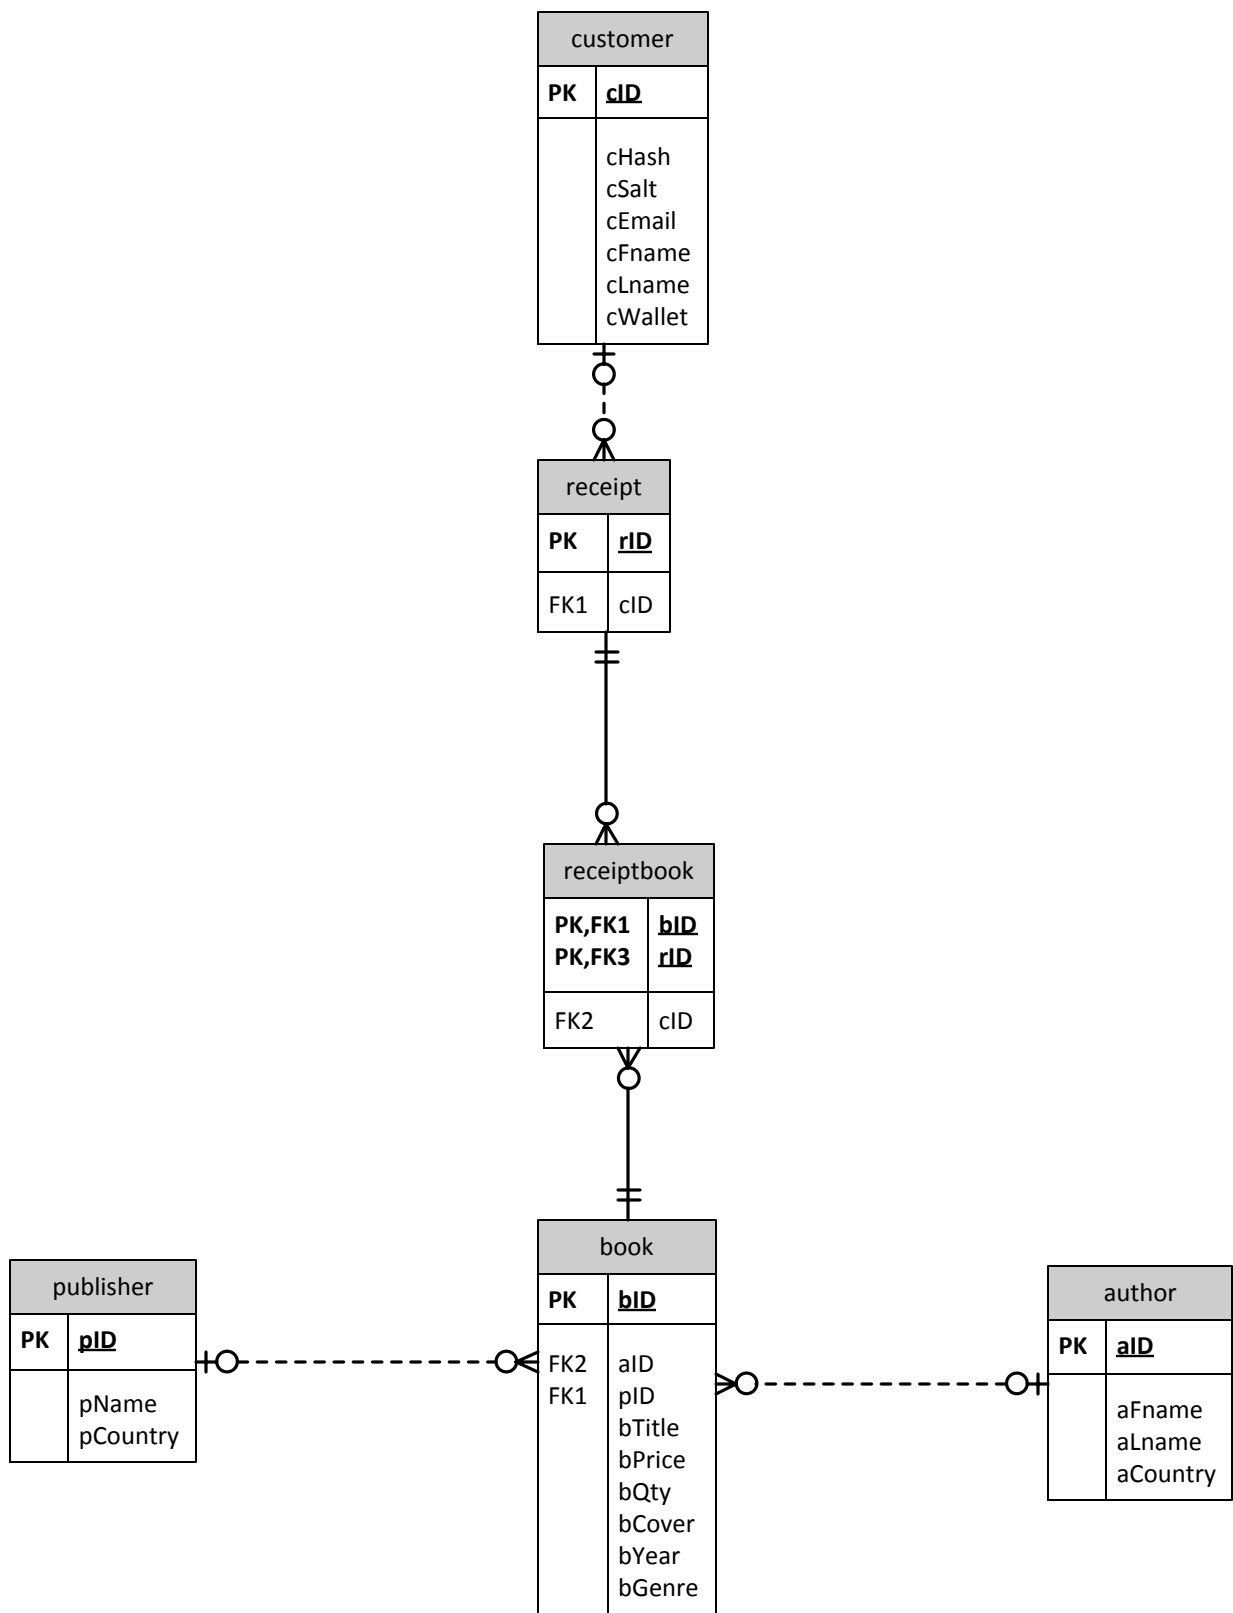 customer
PK cID
cHash
cSalt
cEmail
cFname
cLname
cWallet
receipt
PK rID
FK1 cID
receiptbook
PK,FK1 bID
PK,FK3 rID
FK2 cID
publisher
PK pID
pName
pCountry
book
PK bID
FK2 aID
FK1 pID
bTitle
bPrice
bQty
bCover
bYear
bGenre
author
PK aID
aFname
aLname
aCountry